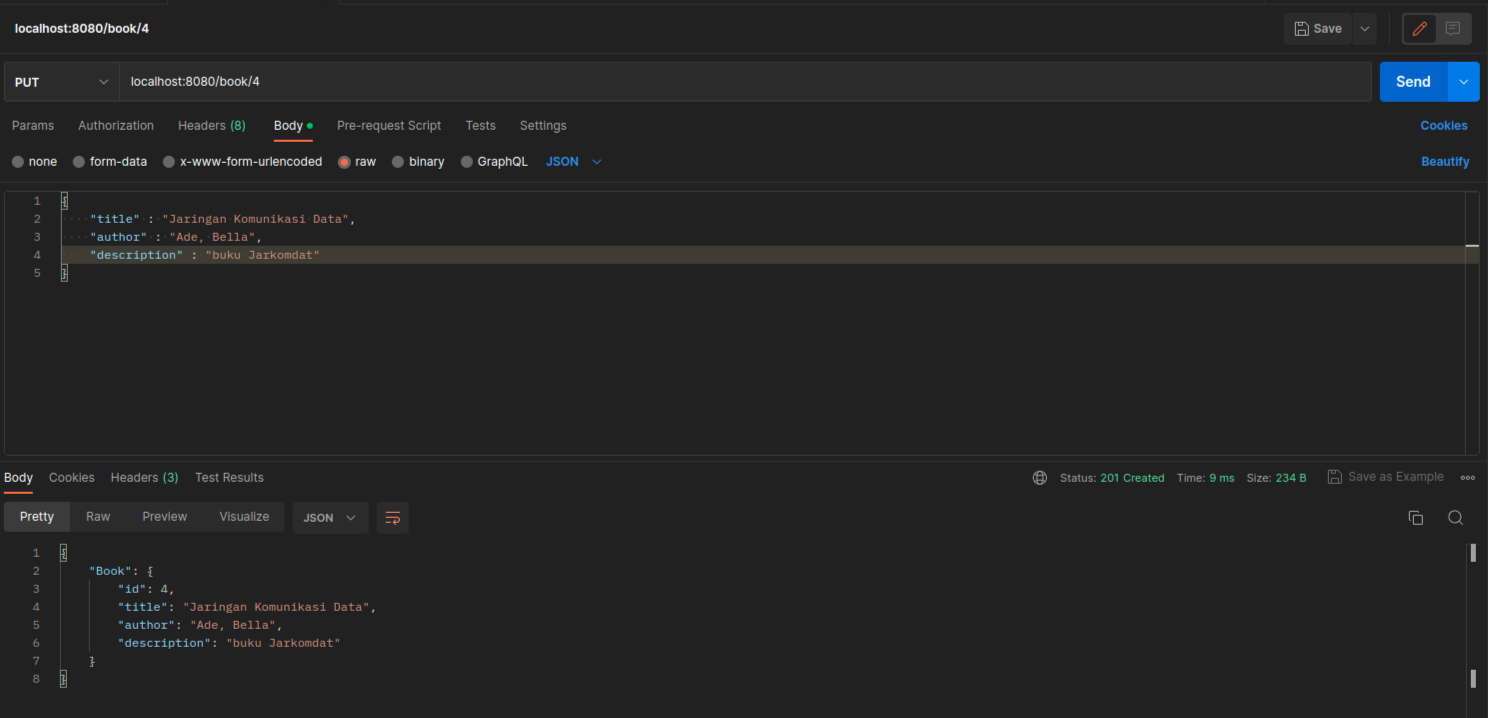 localhost:8080/book/4
Save
PUT localhost:8080/book/4 Send
Params Authorization Headers (8) Body Pre-request Script Tests Settings Cookies
none form-data x-www-form-urlencoded raw binary GraphQL JSON Beautify
1 {
2 "title" : "Jaringan Komunikasi Data",
3 "author" : "Ade, Bella",
4 "description" : "buku Jarkomdat"
5 }
Body Cookies Headers (3) Test Results Status: 201 Created Time: 9 ms Size: 234 B Save as Example
Pretty Raw Preview Visualize JSON
1 {
2 "Book": {
3 "id": 4,
4 "title": "Jaringan Komunikasi Data",
5 "author": "Ade, Bella",
6 "description": "buku Jarkomdat"
7 }
8 }